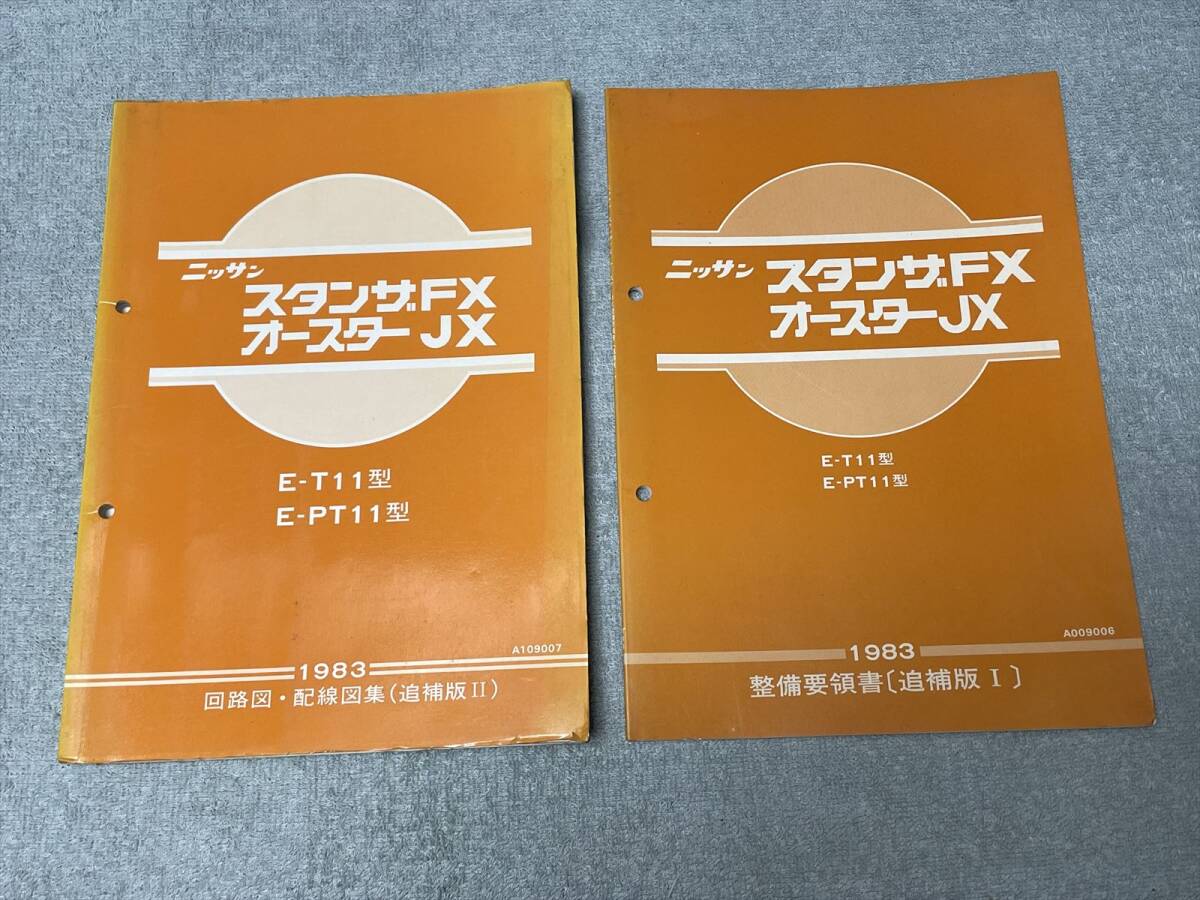 ニッサン
スタンザFX
オースターJX
E-T11型
E-PT11型
A109007
1983
回路図・配線図集(追補版II)
ニッサン スタンザFX
オースターJX
E-T11型
E-PT11型
A009006
1983
整備要領書〔追補版I〕